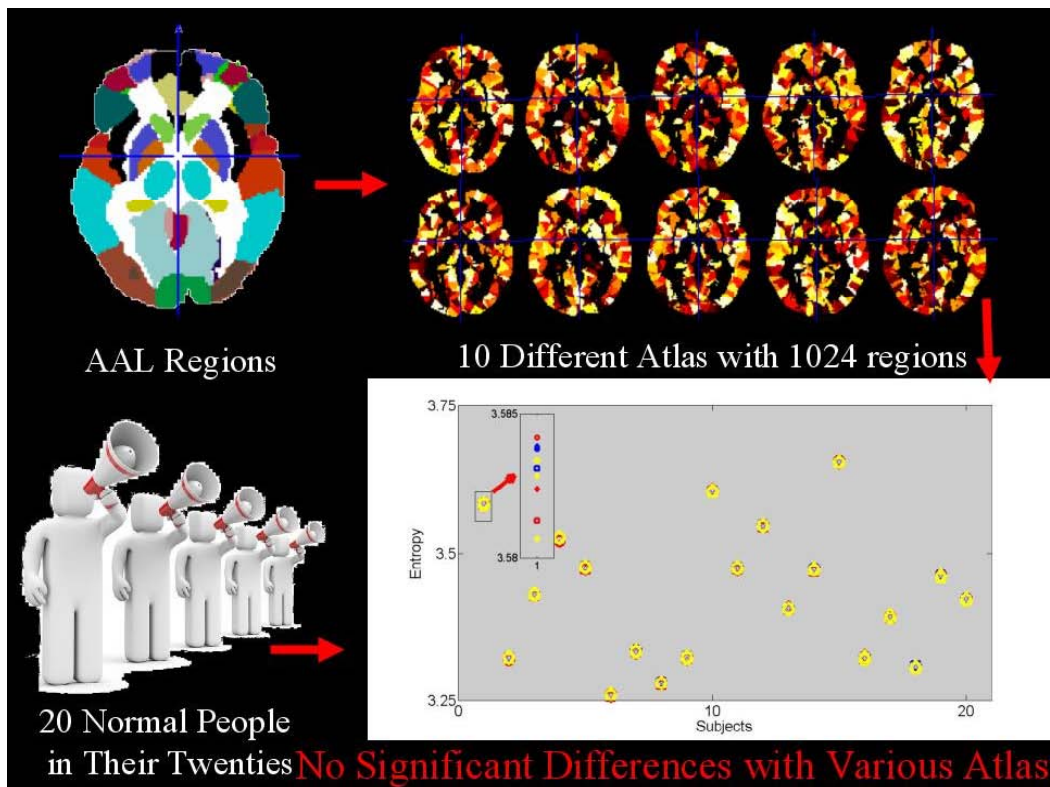 A
AAL Regions
10 Different Atlas with 1024 regions
3.75
3.5
3.25
Entropy
3.585
3.58
1
0
10
20
Subjects
20 Normal People
in Their Twenties
No Significant Differences with Various Atlas